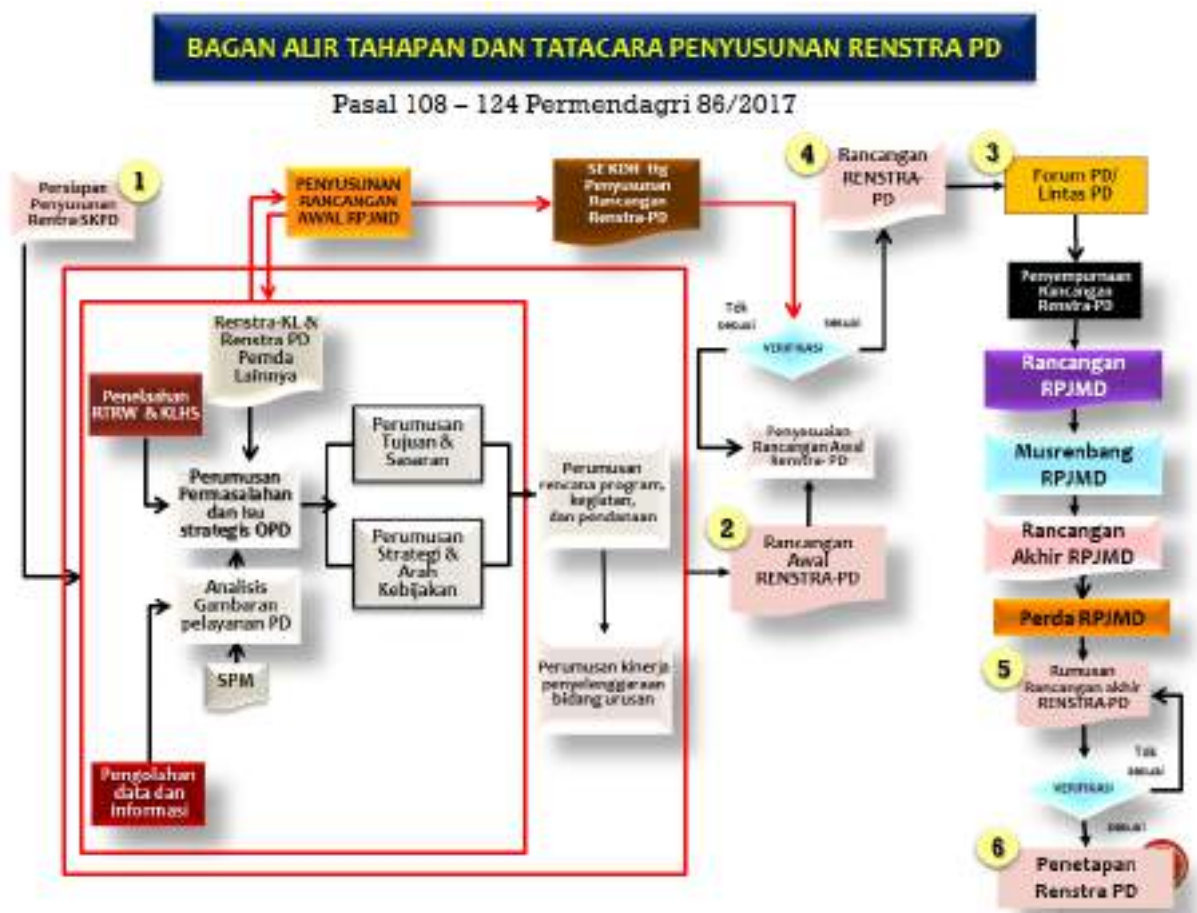 BAGAN ALIR TAHAPAN DAN TATACARA PENYUSUNAN RENSTRA PD
Pasal 108 – 124 Permendagri 86/2017
1
Persiapan
Penyusunan
Rentra-SKPD
PENYUSUNAN
RANCANGAN
AWAL RPJMD
SE KDH ttg
Penyusunan
Rancangan
Renstra-PD
4
Rancangan
RENSTRA-
PD
3
Forum PD/
Lintas PD
Penyempurnaan
Rancangan
Renstra-PD
Rancangan
RPJMD
Musrenbang
RPJMD
Rancangan
Akhir RPJMD
Perda RPJMD
5
Rumusan
Rancangan akhir
RENSTRA-PD
Tdk
sesuai
VERIFIKASI
sesuai
6
Penetapan
Renstra PD
Tdk
sesuai
sesuai
VERIFIKASI
Penyesuaian
Rancangan Awal
Renstra- PD
2
Rancangan
Awal
RENSTRA-PD
Renstra-KL &
Renstra PD
Pemda
Lainnya
Penelaahan
RTRW & KLHS
Perumusan
Permasalahan
dan Isu
strategis OPD
Perumusan
Tujuan &
Sasaran
Perumusan
Strategi &
Arah
Kebijakan
Perumusan
rencana program,
kegiatan,
dan pendanaan
Analisis
Gambaran
pelayanan PD
SPM
Perumusan kinerja
penyelenggaraan
bidang urusan
Pengolahan
data dan
informasi